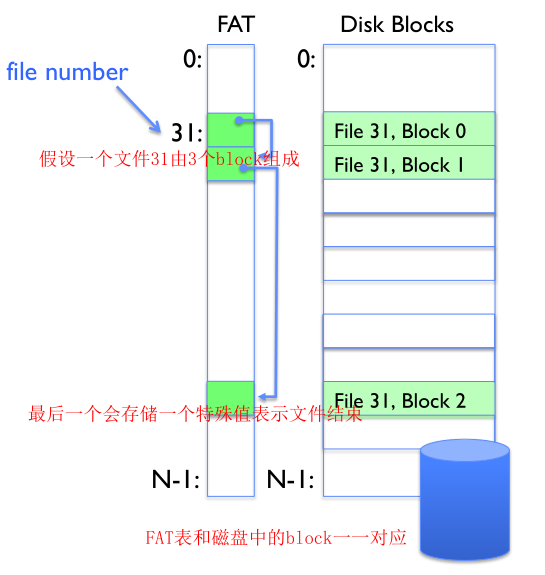 FAT
Disk Blocks
0:
0:
file number
31:
File 31, Block 0
假设一个文件31由3个block组成
File 31, Block 1
最后一个会存储一个特殊值表示文件结束
File 31, Block 2
N-1:
N-1:
FAT表和磁盘中的block一一对应